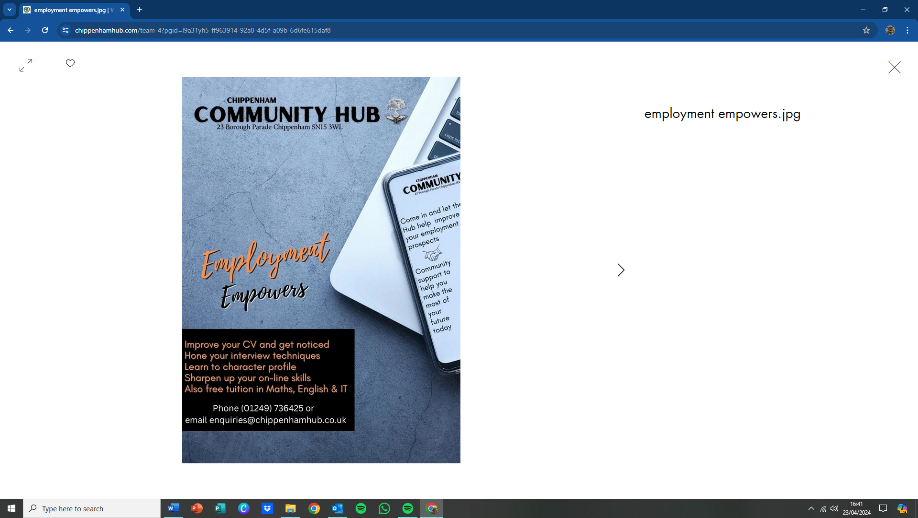 employment empowers.jpg | 
chippenhamhub.com/team-4?pgid=
employment empowers.jpg
CHIPPENHAM
COMMUNITY HUB
23 Borough Parade Chippenham SN15 3WL
Employment
Empowers
CHIPPENHAM
COMMUNITY
Come in and let the
Hub help improve
your employment
prospects
Community
support to
help you
make the
most of
your
future
today
Improve your CV and get noticed
Hone your interview techniques
Learn to character profile
Sharpen up your on-line skills
Also free tuition in Maths, English & IT
Phone (01249) 736425 or
email enquiries@chippenhamhub.co.uk
Type here to search
16:41
23/04/2024